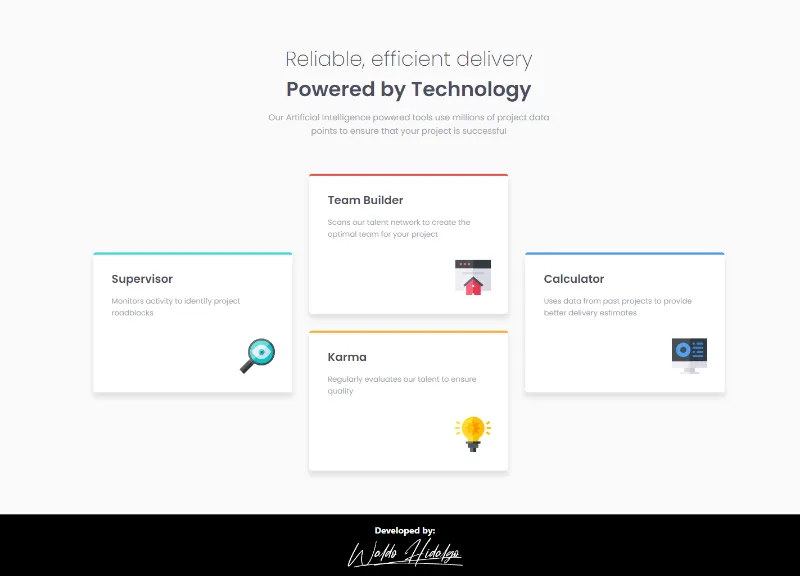 Reliable, efficient delivery
Powered by Technology
Our Artificial Intelligence powered tools use millions of project data
points to ensure that your project is successful
Supervisor
Monitors activity to identify project
roadblocks
Team Builder
Scans our talent network to create the
optimal team for your project
Karma
Regularly evaluates our talent to ensure
quality
Calculator
Uses data from past projects to provide
better delivery estimates
Developed by:
Waldo Hidalgo